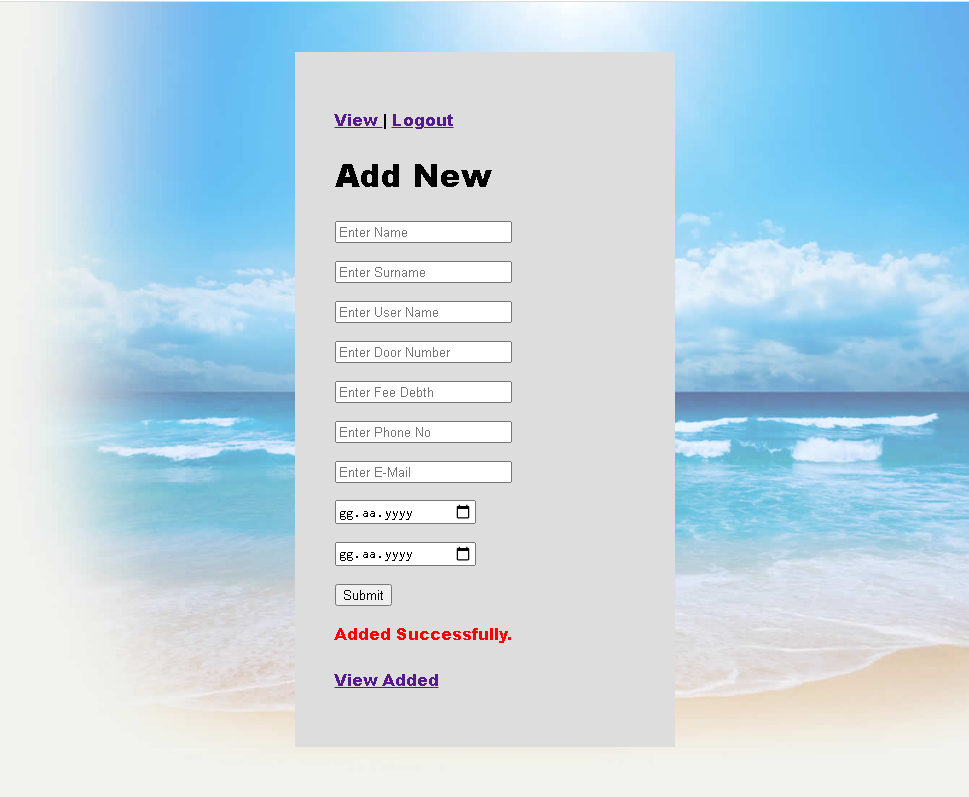 View | Logout
Add New
Enter Name
Enter Surname
Enter User Name
Enter Door Number
Enter Fee Debth
Enter Phone No
Enter E-Mail
gg.aa.yyyy
gg.aa.yyyy
Submit
Added Successfully.
View Added